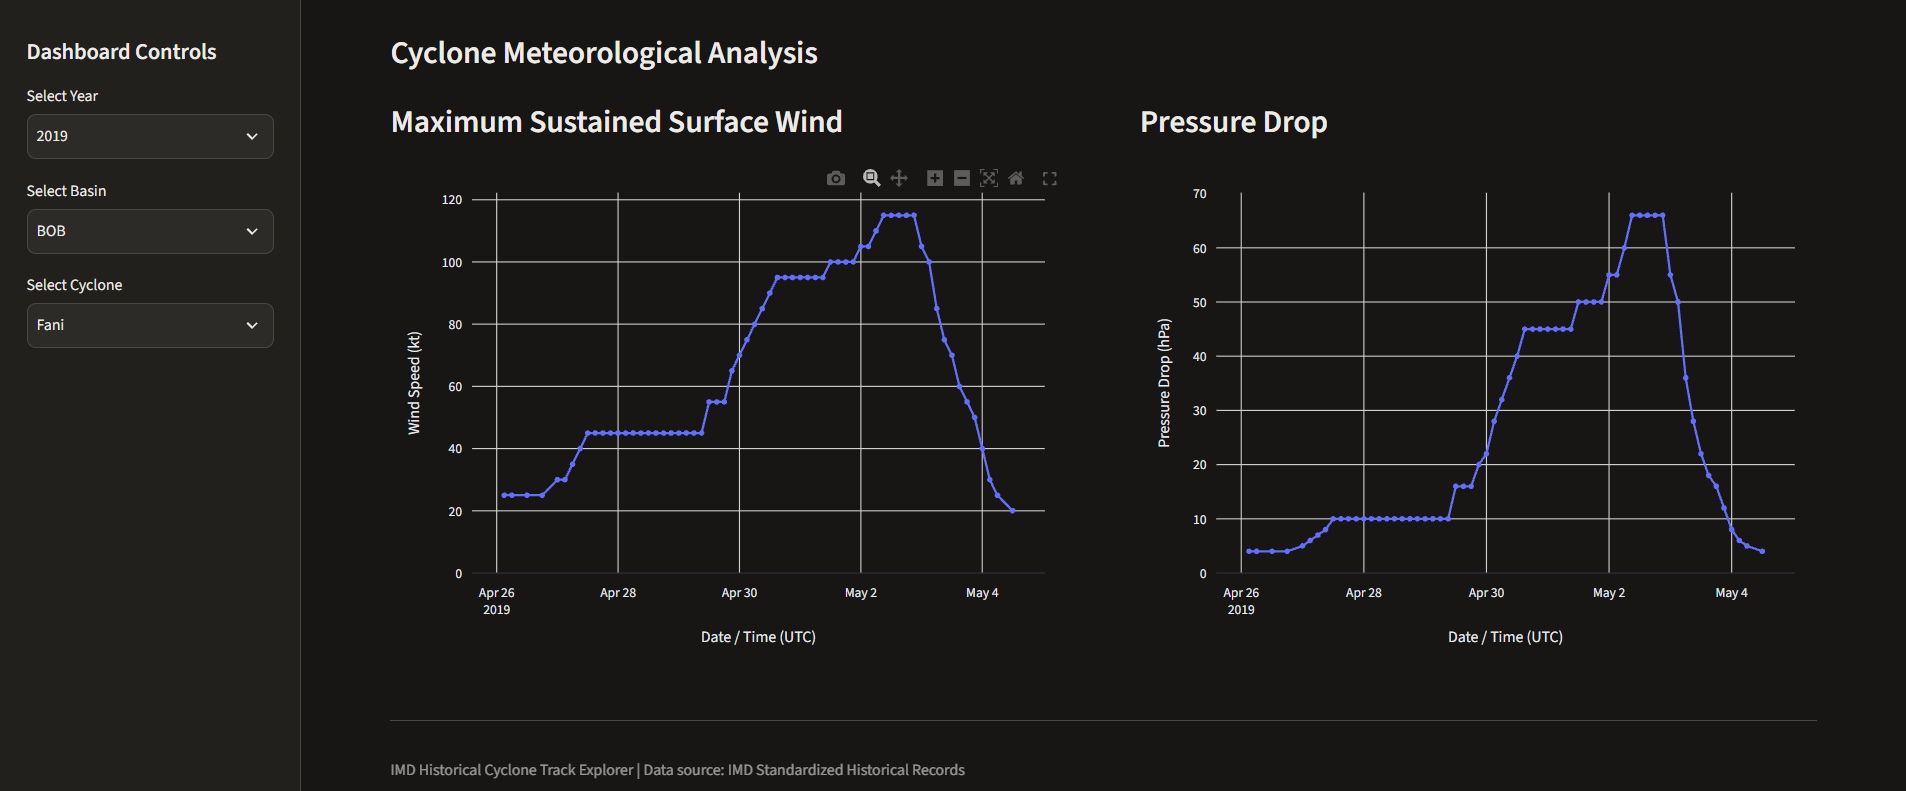 Dashboard Controls
Select Year
2019
Select Basin
BOB
Select Cyclone
Fani
Cyclone Meteorological Analysis
Maximum Sustained Surface Wind
120
100
80
60
40
20
0
Wind Speed (kt)
Apr 26 Apr 28 Apr 30 May 2 May 4
2019
Date / Time (UTC)
Pressure Drop
70
60
50
40
30
20
10
0
Pressure Drop (hPa)
Apr 26 Apr 28 Apr 30 May 2 May 4
2019
Date / Time (UTC)
IMD Historical Cyclone Track Explorer | Data source: IMD Standardized Historical Records